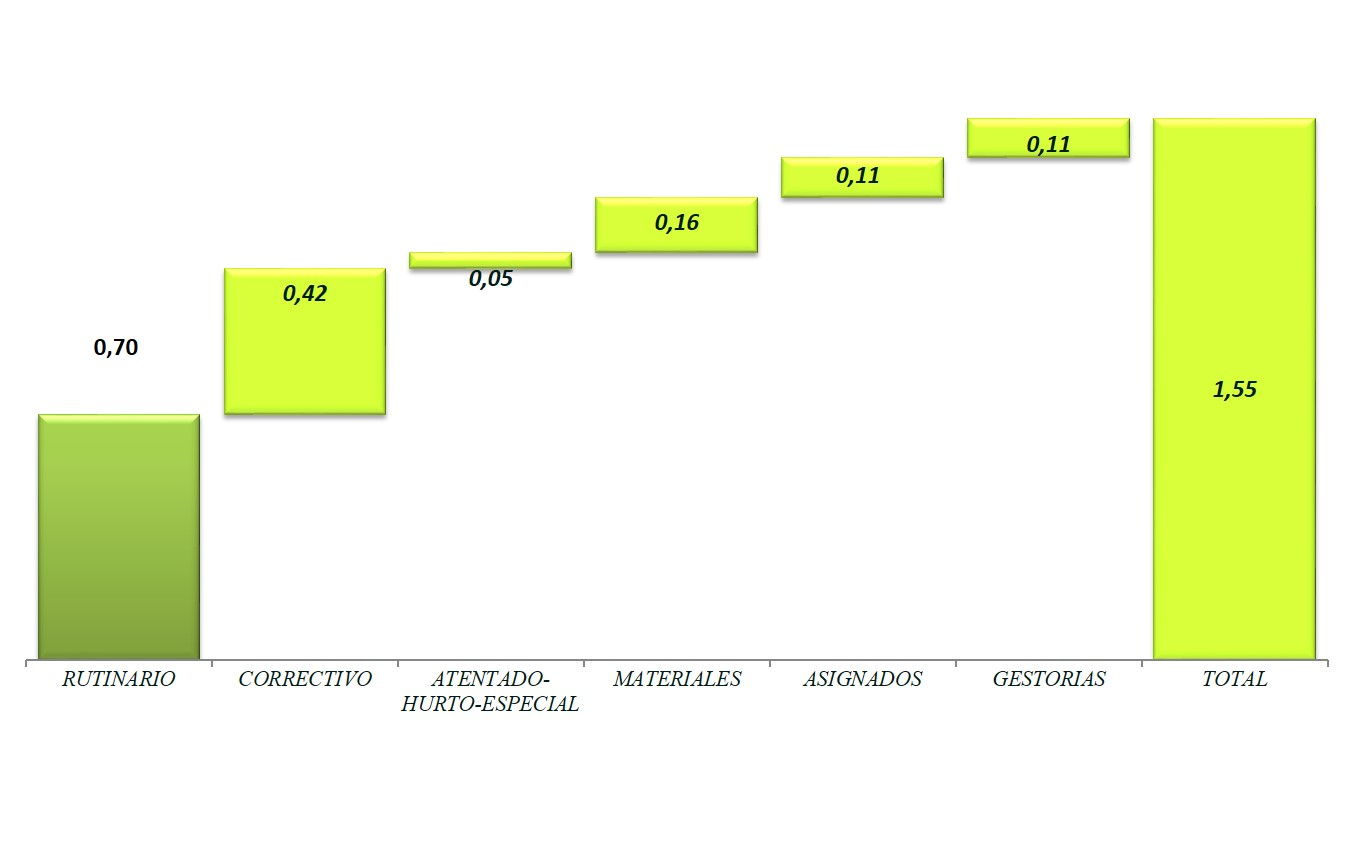 0,70
0,42
0,05
0,16
0,11
0,11
1,55
RUTINARIO
CORRECTIVO
ATENTADO-
HURTO-ESPECIAL
MATERIALES
ASIGNADOS
GESTORIAS
TOTAL